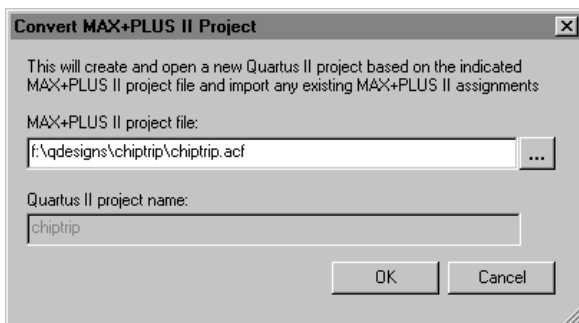 Convert MAX+PLUS II Project
This will create and open a new Quartus II project based on the indicated
MAX+PLUS II project file and import any existing MAX+PLUS II assignments
MAX+PLUS II project file:
f:\qdesigns\chiptrip\chiptrip.acf
...
Quartus II project name:
chiptrip
OK Cancel